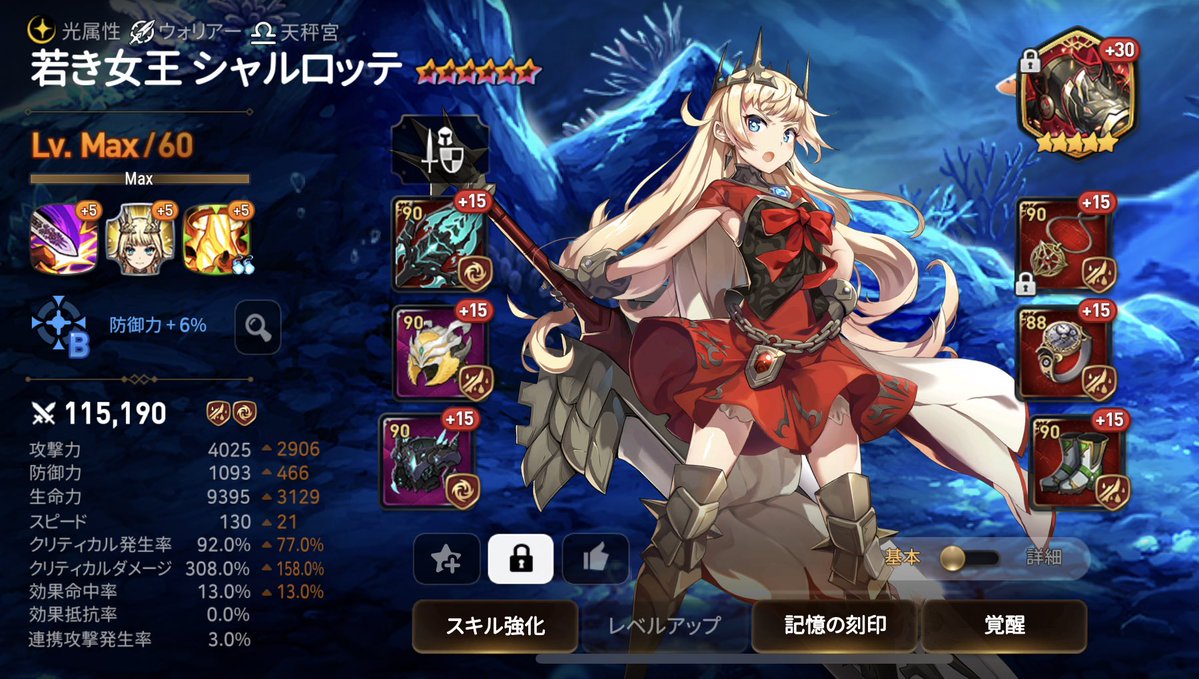 光属性 ウォリアー 天秤宮
若き女王 シャルロッテ
Lv. Max/60
Max
+5 +5 +5
B 防御力+6%
115,190
攻撃力 4025 2906
防御力 1093 466
生命力 9395 3129
スピード 130 21
クリティカル発生率 92.0% 77.0%
クリティカルダメージ 308.0% 158.0%
効果命中率 13.0% 13.0%
効果抵抗率 0.0%
連携攻撃発生率 3.0%
90 +15
90 +15
90 +15
+30
90 +15
88 +15
90 +15
基本 詳細
スキル強化 レベルアップ 記憶の刻印 覚醒